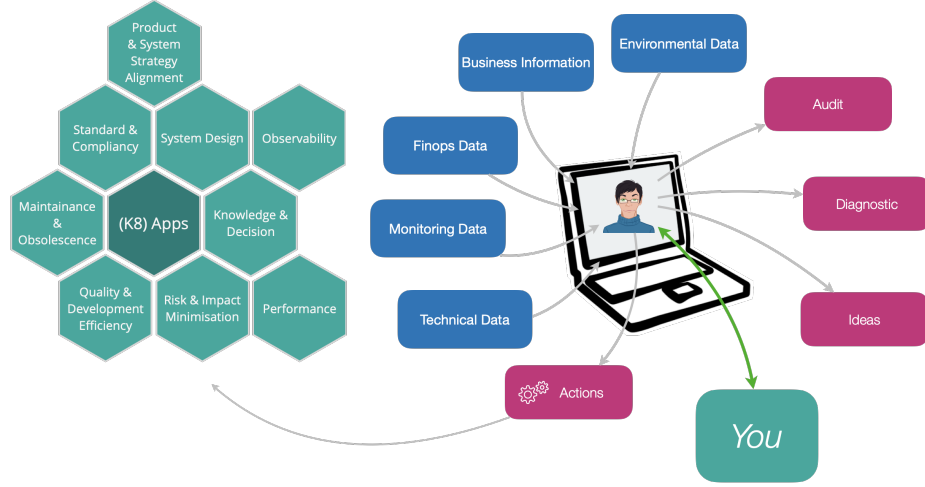 Product
& System
Strategy
Alignment
Standard &
Compliancy
System Design
Observability
Maintainance
&
Obsolescence
(K8) Apps
Knowledge &
Decision
Quality &
Development
Efficiency
Risk & Impact
Minimisation
Performance
Business Information
Environmental Data
Finops Data
Monitoring Data
Technical Data
Audit
Diagnostic
Ideas
Actions
You